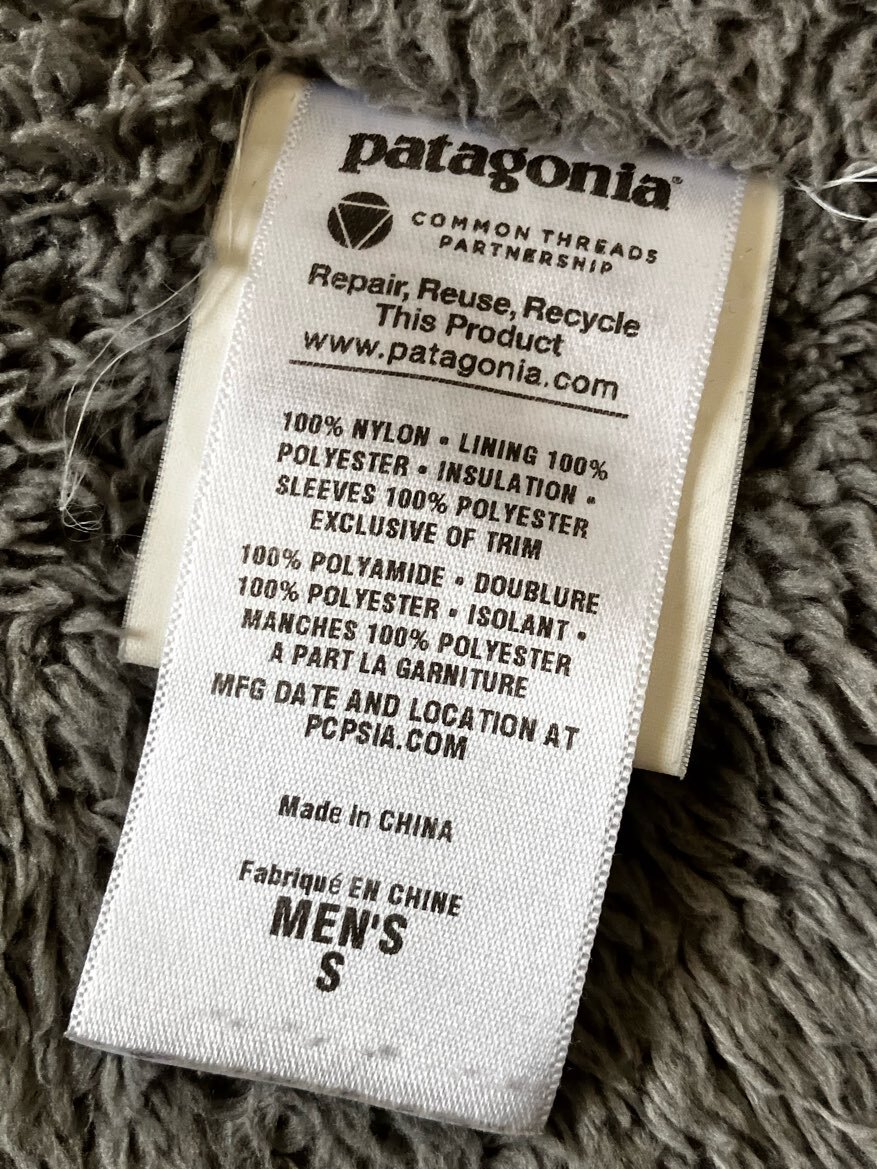 patagonia®
COMMON THREADS
PARTNERSHIP
Repair, Reuse, Recycle
This Product
www.patagonia.com
100% NYLON • LINING 100%
POLYESTER • INSULATION •
SLEEVES 100% POLYESTER
EXCLUSIVE OF TRIM
100% POLYAMIDE • DOUBLURE
100% POLYESTER • ISOLANT •
MANCHES 100% POLYESTER
A PART LA GARNITURE
MFG DATE AND LOCATION AT
PCPSIA.COM
Made in CHINA
Fabriqué EN CHINE
MEN'S
S